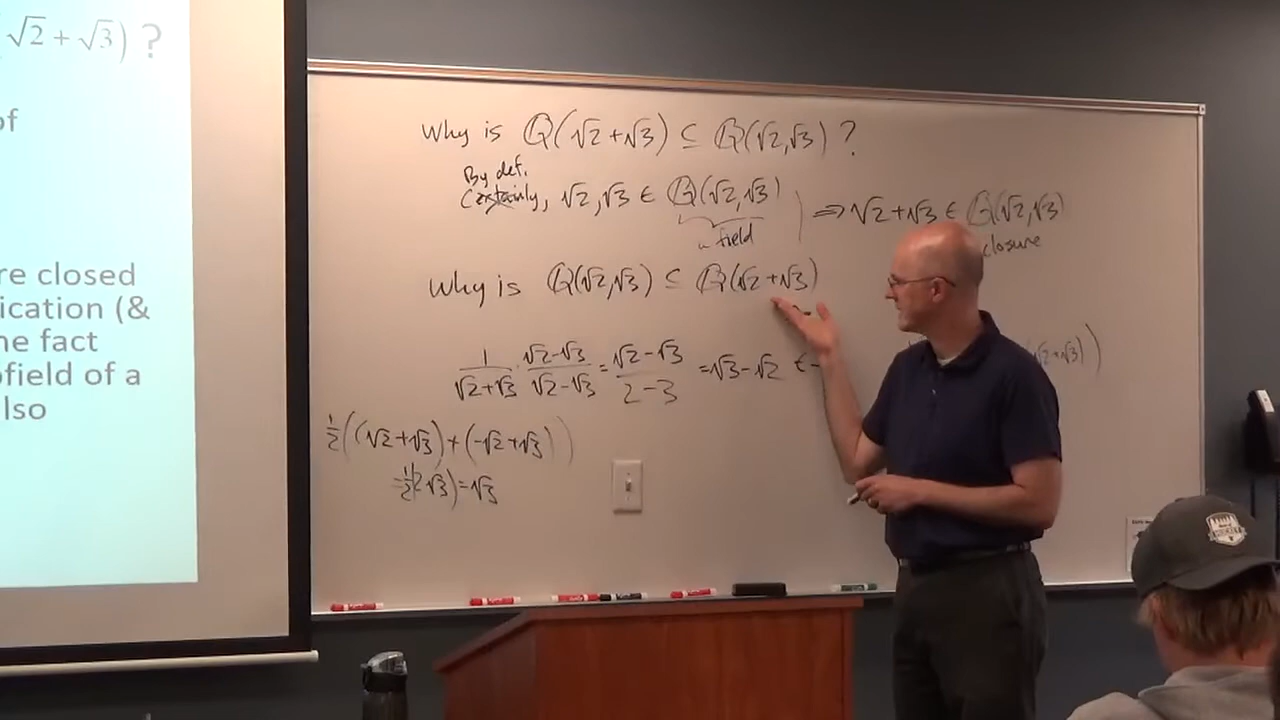 √2 + √3) ?
of
re closed
ication (&
he fact
ofield of a
lso
Why is ℚ(√2+√3) ⊆ ℚ(√2,√3) ?
By def.
Certainly, √2,√3 ∈ ℚ(√2,√3) ⟹ √2+√3 ∈ ℚ(√2,√3)
a field
closure
Why is ℚ(√2,√3) ⊆ ℚ(√2+√3)
1/(√2+√3) · (√2-√3)/(√2-√3) = (√2-√3)/(2-3) = √3-√2 ∈
√2+√3)
1/2((√2+√3)+(-√2+√3))
=1/2(2√3)=√3